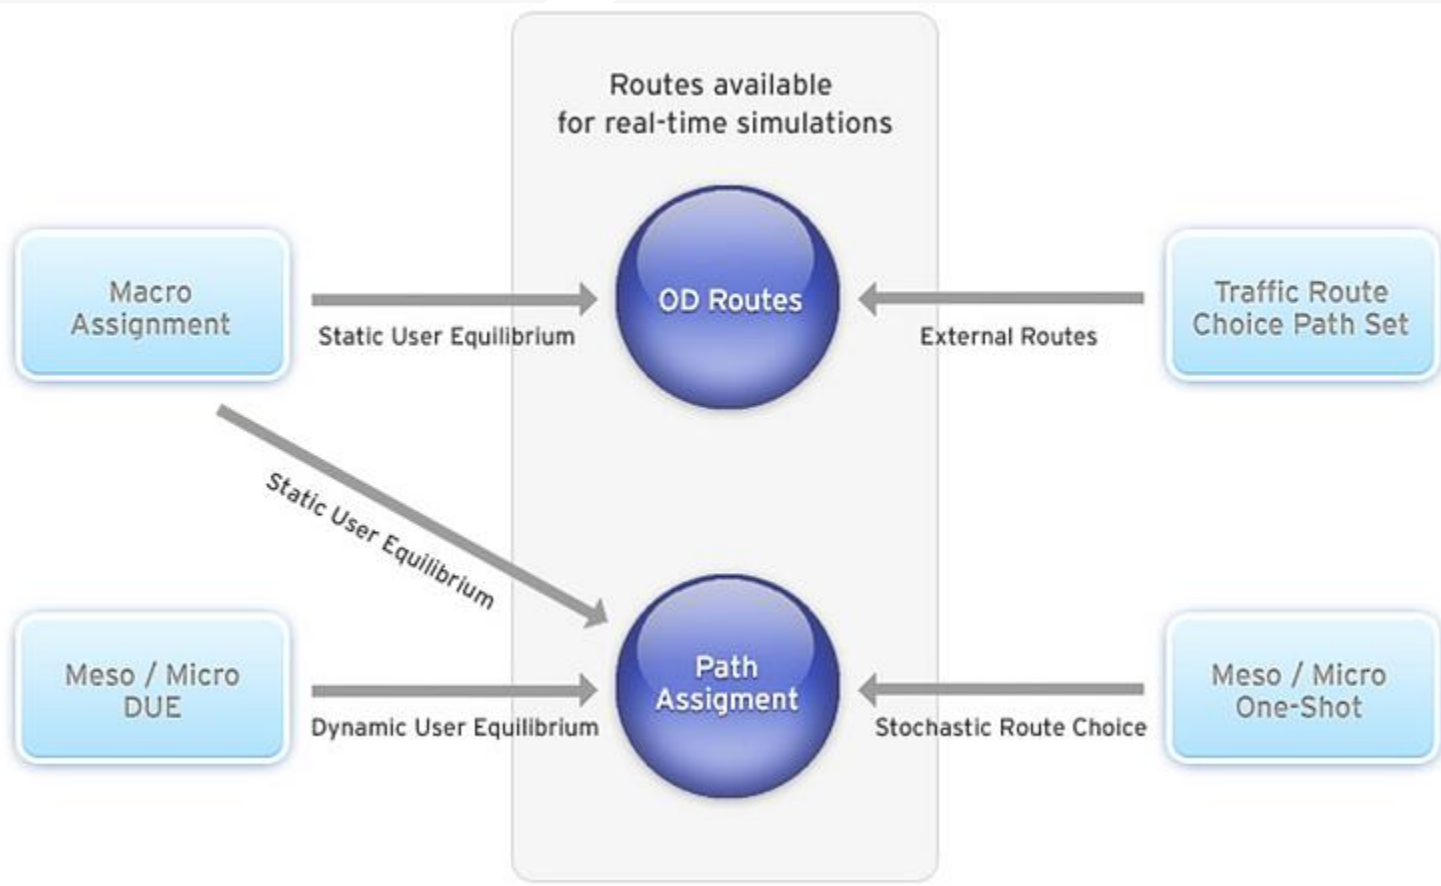 Routes available
for real-time simulations
Macro
Assignment
Static User Equilibrium
OD Routes
External Routes
Traffic Route
Choice Path Set
Static User Equilibrium
Meso / Micro
DUE
Dynamic User Equilibrium
Path
Assigment
Stochastic Route Choice
Meso / Micro
One-Shot